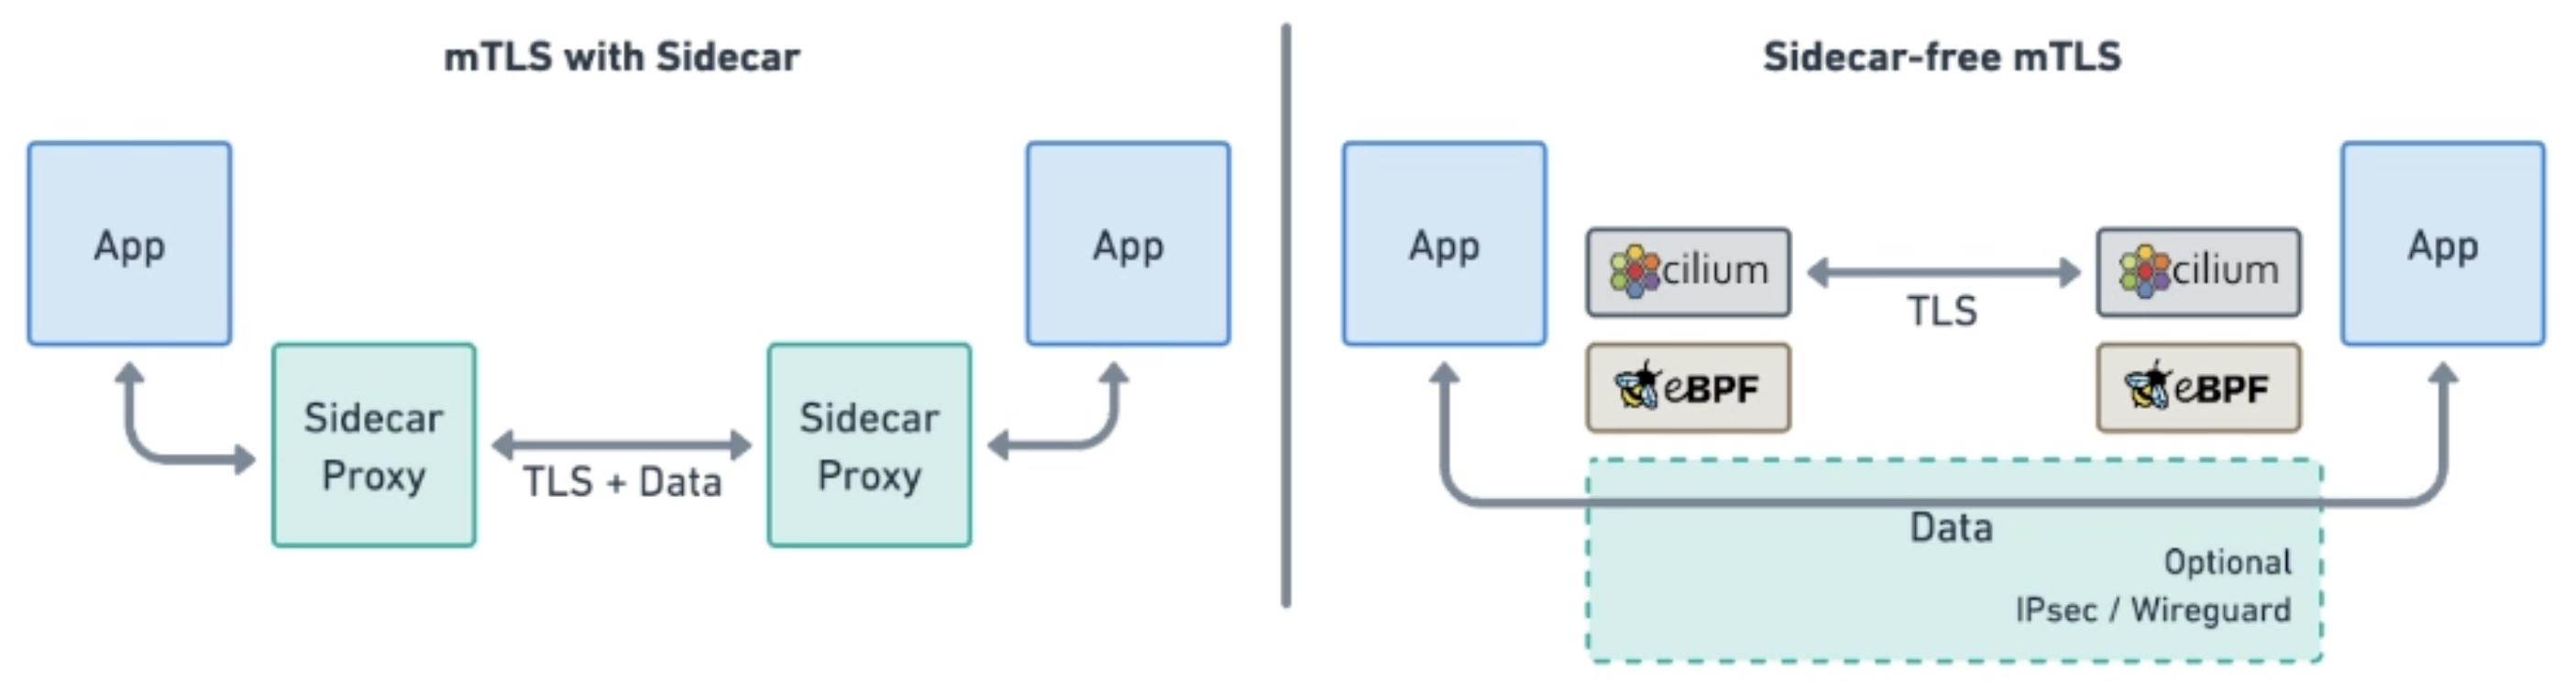 mTLS with Sidecar
App
App
Sidecar
Proxy
TLS + Data
Sidecar
Proxy
Sidecar-free mTLS
App
cilium
TLS
cilium
App
eBPF
eBPF
Data
Optional
IPsec / Wireguard